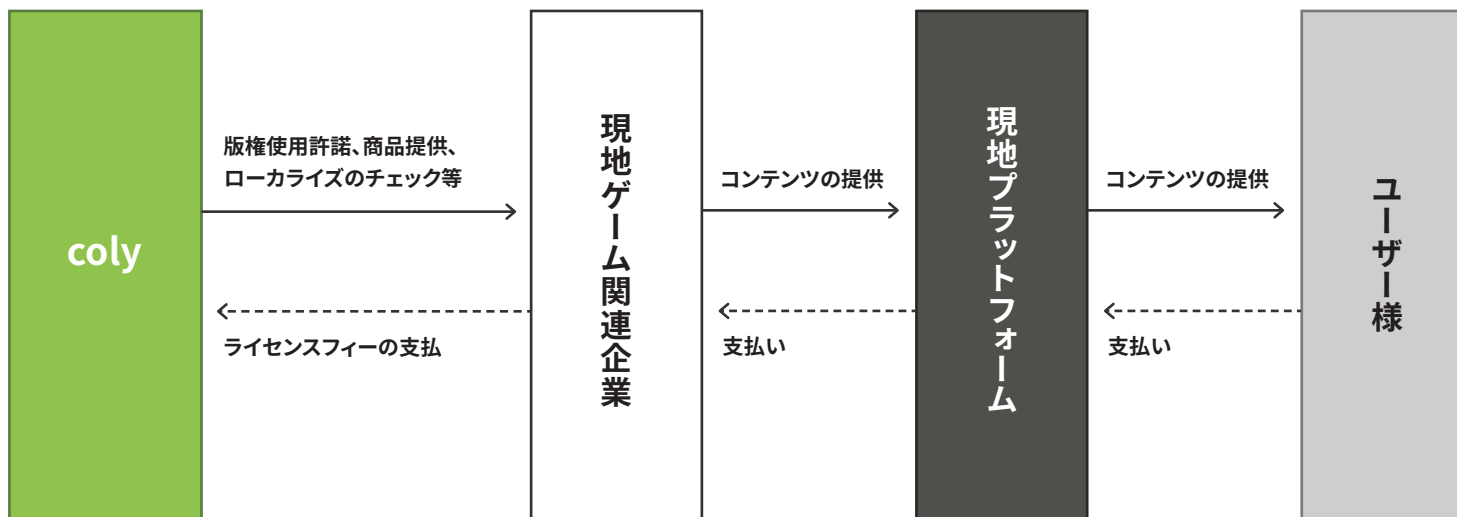 coly
版権使用許諾、商品提供、
ローカライズのチェック等
ライセンスフィーの支払
現地ゲーム関連企業
コンテンツの提供
支払い
現地プラットフォーム
コンテンツの提供
支払い
ユーザー様